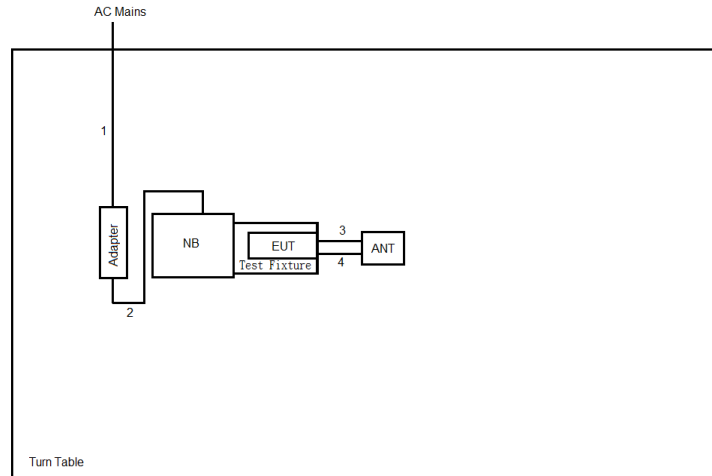 AC Mains
1
Adapter
NB
EUT
Test Fixture
3
4
ANT
2
Turn Table